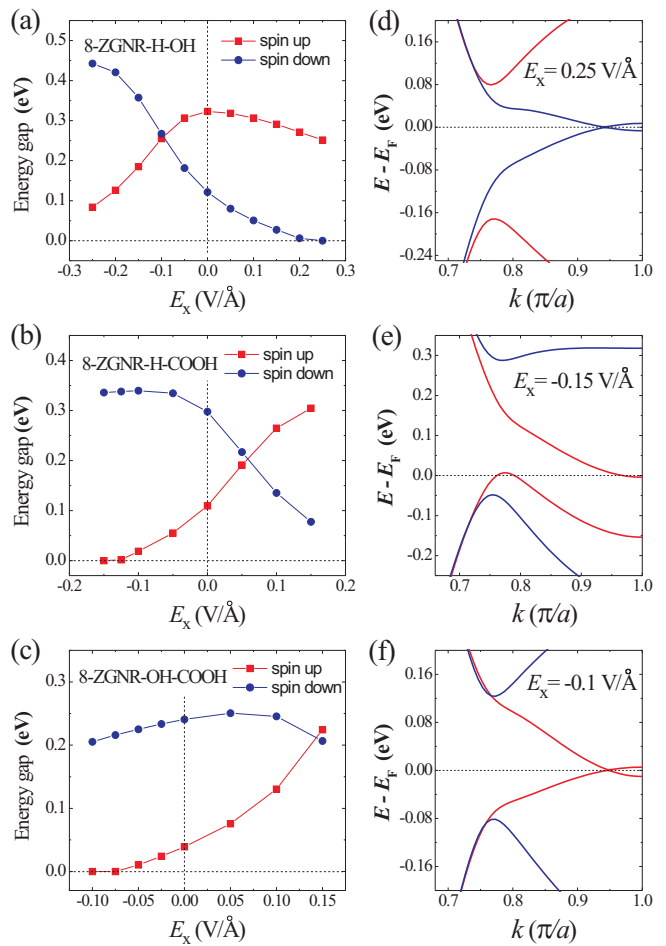 (a)
8-ZGNR-H-OH
spin up
spin down
Energy gap (eV)
0.5
0.4
0.3
0.2
0.1
0.0
-0.3 -0.2 -0.1 0.0 0.1 0.2 0.3
Ex (V/Å)
(d)
Ex= 0.25 V/Å
E - EF (eV)
0.16
0.08
0.00
-0.08
-0.16
-0.24
0.7 0.8 0.9 1.0
k (π/a)
(b)
8-ZGNR-H-COOH
spin up
spin down
Energy gap (eV)
0.4
0.3
0.2
0.1
0.0
-0.2 -0.1 0.0 0.1 0.2
Ex (V/Å)
(e)
Ex= -0.15 V/Å
E - EF (eV)
0.3
0.2
0.1
0.0
-0.1
-0.2
0.7 0.8 0.9 1.0
k (π/a)
(c)
8-ZGNR-OH-COOH
spin up
spin down
Energy gap (eV)
0.3
0.2
0.1
0.0
-0.10 -0.05 0.00 0.05 0.10 0.15
Ex (V/Å)
(f)
Ex= -0.1 V/Å
E - EF (eV)
0.16
0.08
0.00
-0.08
-0.16
0.7 0.8 0.9 1.0
k (π/a)